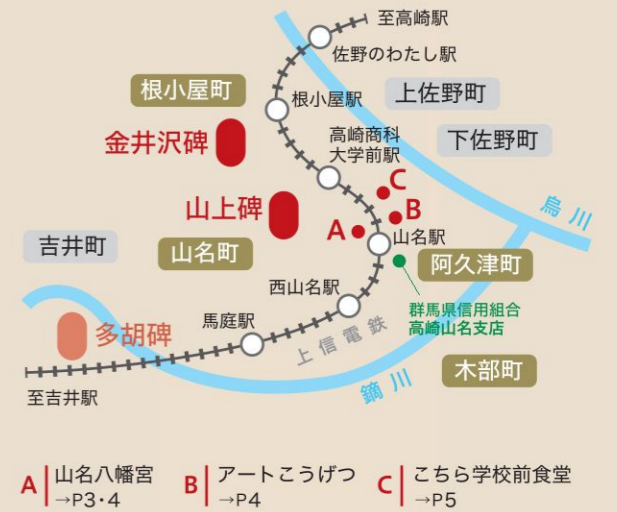 至高崎駅
佐野のわたし駅
根小屋町
根小屋駅
上佐野町
金井沢碑
高崎商科
大学前駅
下佐野町
C
山上碑
B
A
烏川
山名駅
吉井町
山名町
阿久津町
西山名駅
群馬県信用組合
高崎山名支店
馬庭駅
多胡碑
上信電鉄
木部町
鏑川
至吉井駅
A 山名八幡宮
→P3・4
B アートこうげつ
→P4
C こちら学校前食堂
→P5